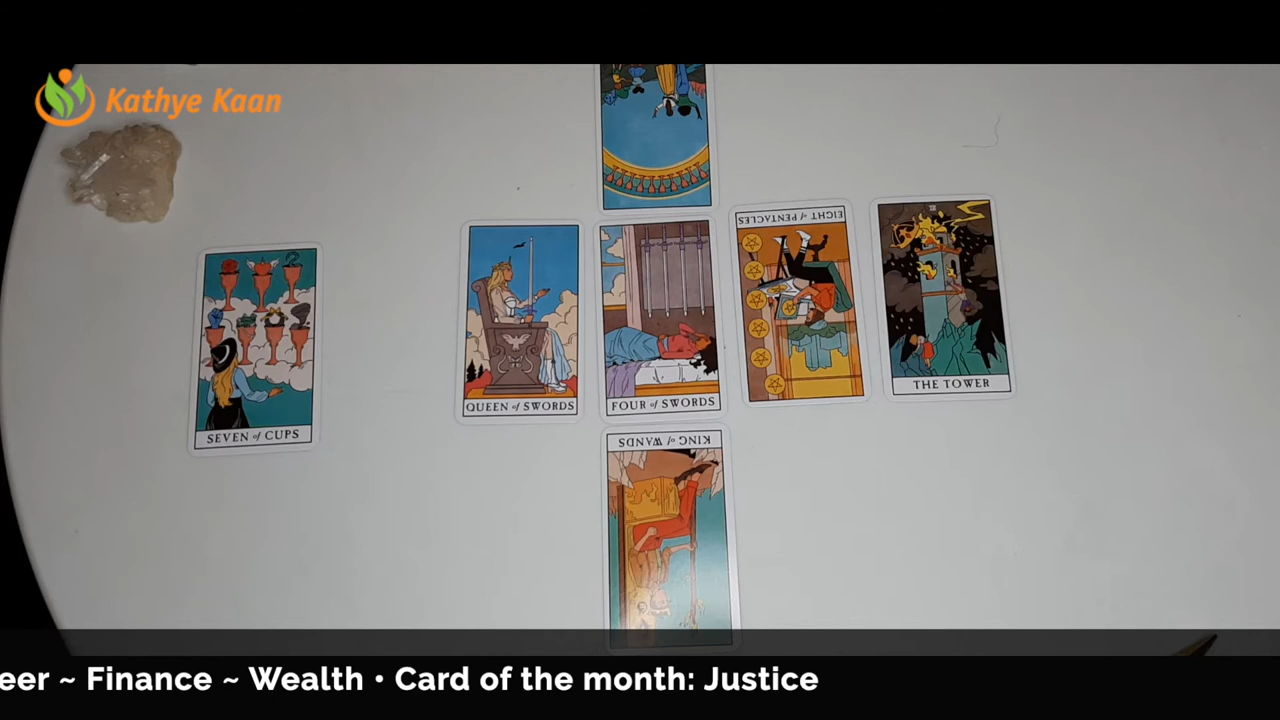 Kathye Kaan
EIGHT of PENTACLES
SEVEN of CUPS
QUEEN of SWORDS
FOUR of SWORDS
THE TOWER
KING of WANDS
eer ~ Finance ~ Wealth • Card of the month: Justice